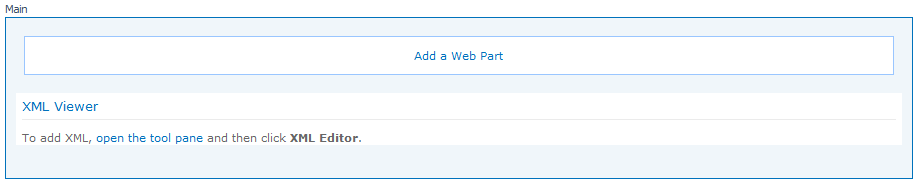 Main
Add a Web Part
XML Viewer
To add XML, open the tool pane and then click XML Editor.